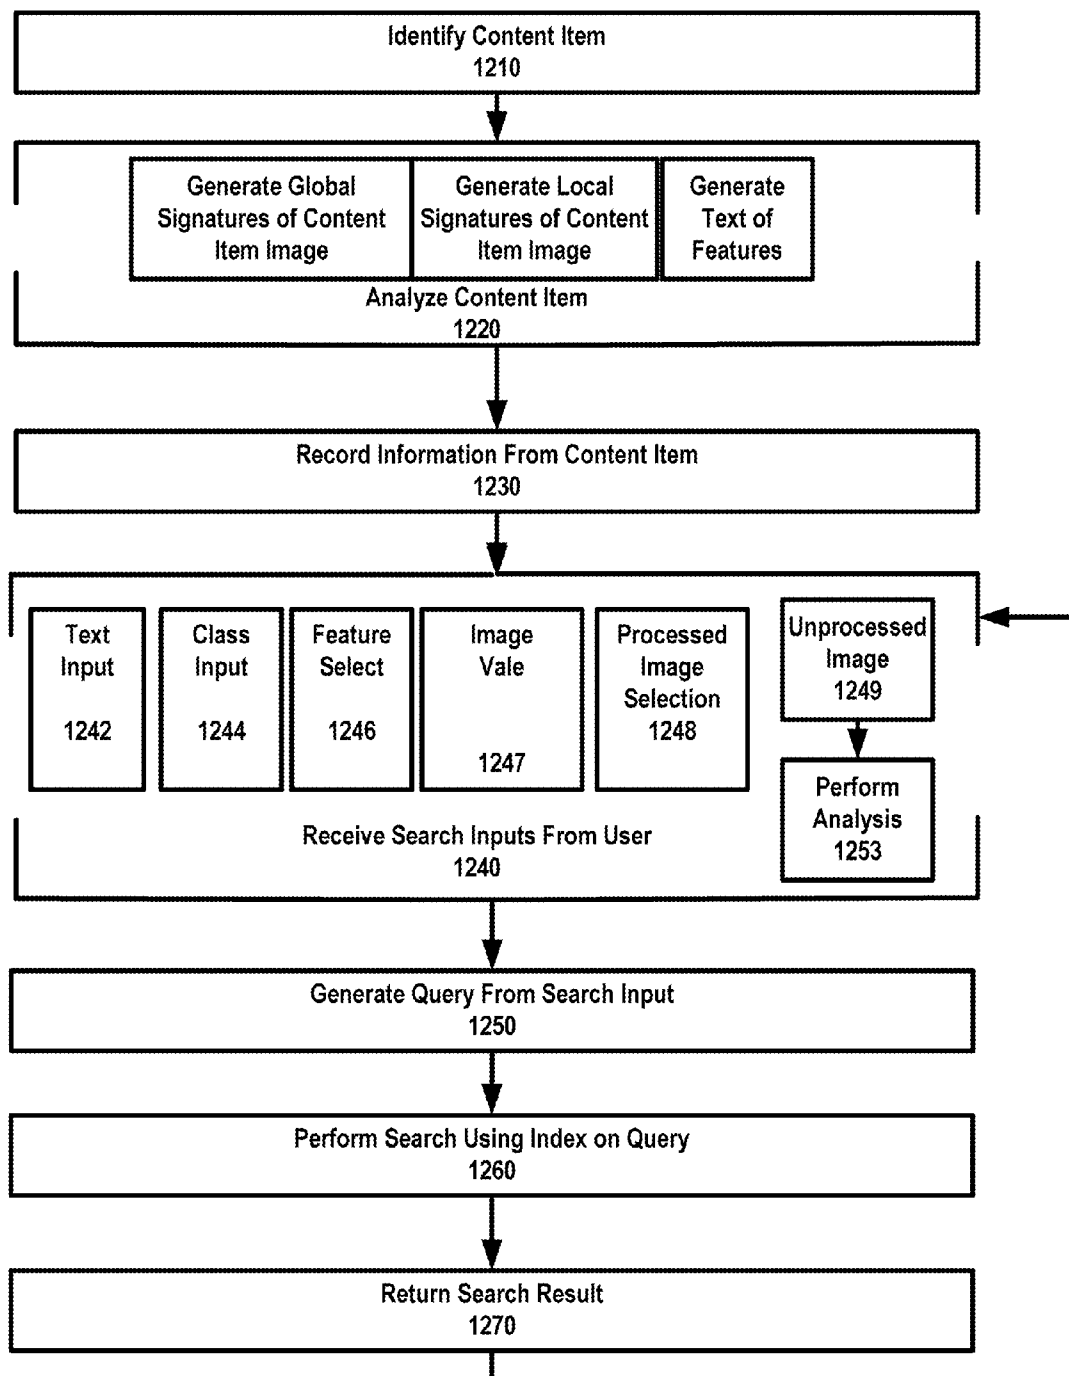 Identify Content Item
1210
Generate Global
Signatures of Content
Item Image
Generate Local
Signatures of Content
Item Image
Generate
Text of
Features
Analyze Content Item
1220
Record Information From Content Item
1230
Text
Input
1242
Class
Input
1244
Feature
Select
1246
Image
Vale
1247
Processed
Image
Selection
1248
Unprocessed
Image
1249
Perform
Analysis
1253
Receive Search Inputs From User
1240
Generate Query From Search Input
1250
Perform Search Using Index on Query
1260
Return Search Result
1270